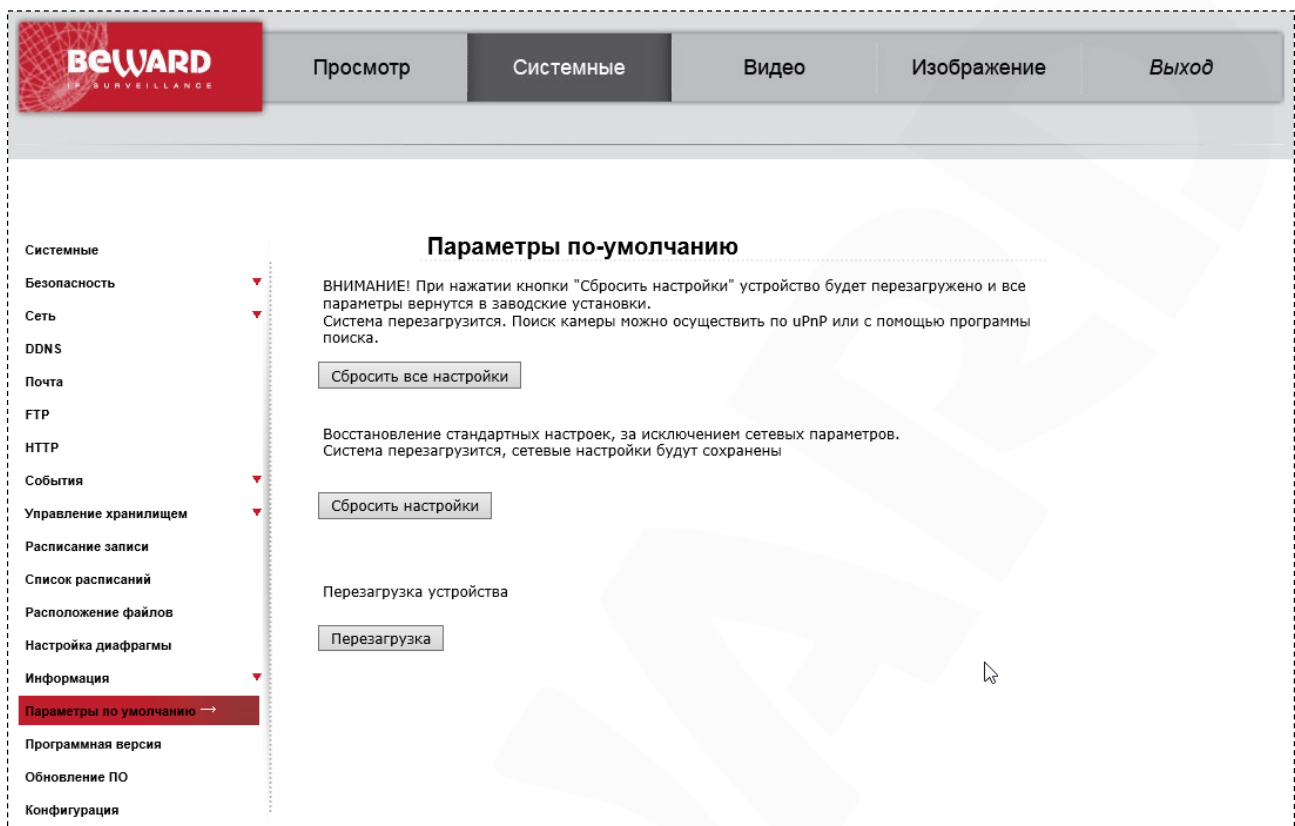 BEWARD
IP SURVEILLANCE
Просмотр
Системные
Видео
Изображение
Выход
Системные
Безопасность
Сеть
DDNS
Почта
FTP
HTTP
События
Управление хранилищем
Расписание записи
Список расписаний
Расположение файлов
Настройка диафрагмы
Информация
Параметры по умолчанию →
Программная версия
Обновление ПО
Конфигурация
Параметры по-умолчанию
ВНИМАНИЕ! При нажатии кнопки "Сбросить настройки" устройство будет перезагружено и все
параметры вернутся в заводские установки.
Система перезагрузится. Поиск камеры можно осуществить по uPnP или с помощью программы
поиска.
Сбросить все настройки
Восстановление стандартных настроек, за исключением сетевых параметров.
Система перезагрузится, сетевые настройки будут сохранены
Сбросить настройки
Перезагрузка устройства
Перезагрузка